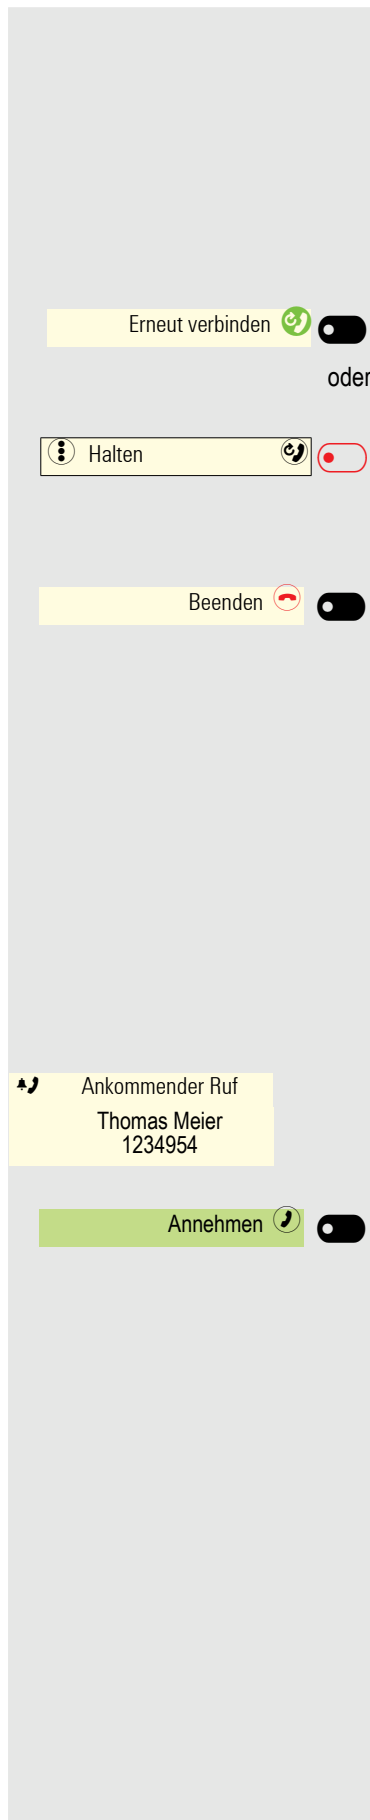 Erneut verbinden
oder
Halten
Beenden
Ankommender Ruf
Thomas Meier
1234954
Annehmen